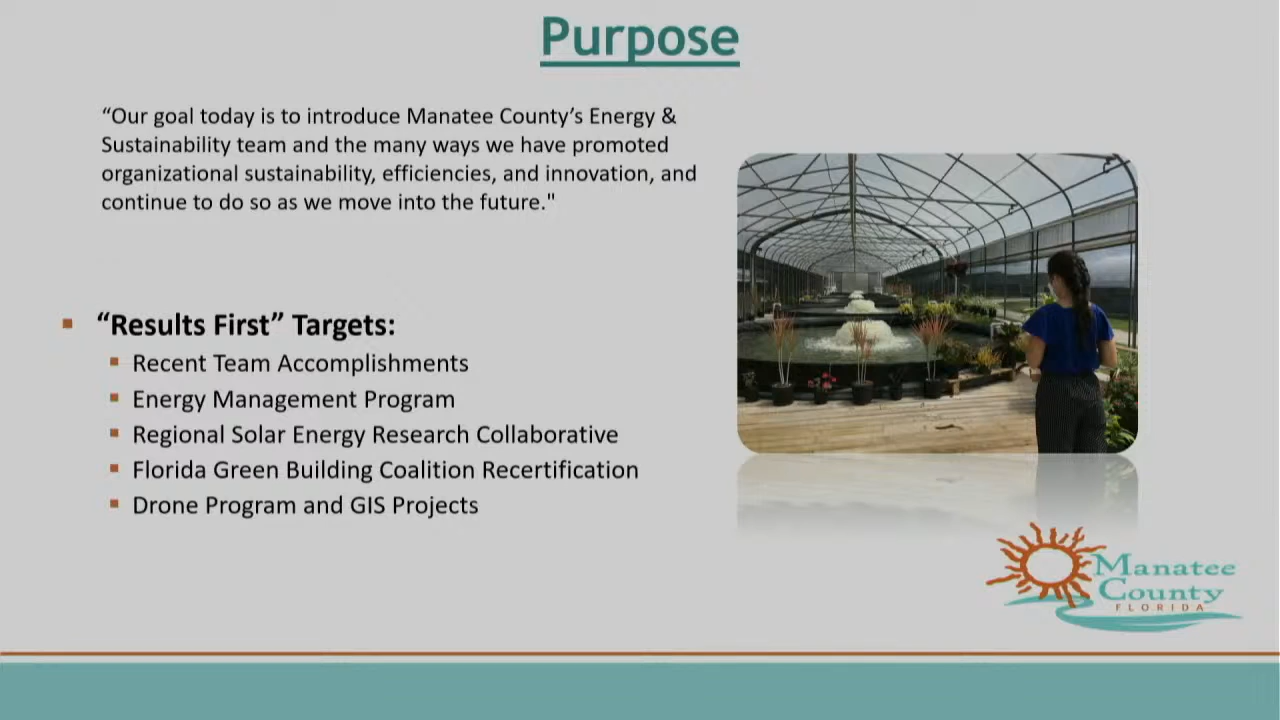 Purpose
“Our goal today is to introduce Manatee County’s Energy &
Sustainability team and the many ways we have promoted
organizational sustainability, efficiencies, and innovation, and
continue to do so as we move into the future."
“Results First” Targets:
Recent Team Accomplishments
Energy Management Program
Regional Solar Energy Research Collaborative
Florida Green Building Coalition Recertification
Drone Program and GIS Projects
Manatee
County
FLORIDA